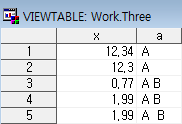 VIEWTABLE: Work.Three
x a
1 12,34 A
2 12,3 A
3 0,77 A B
4 1,99 A B
5 1,99 A  B